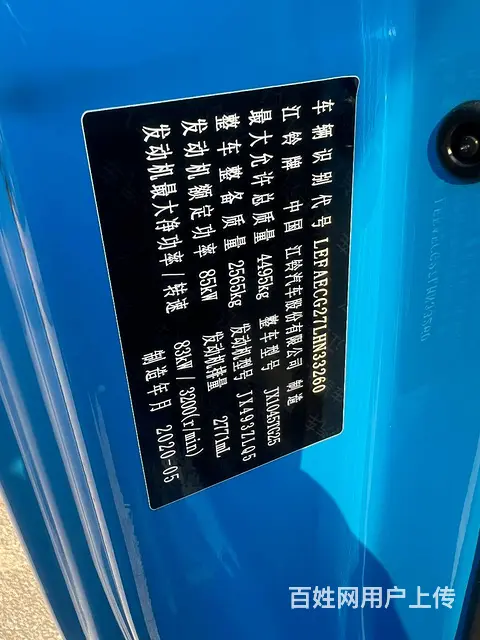 车辆识别代号 LEFAECG27LHN33260
江铃牌 中国 江铃汽车股份有限公司 制造
最大允许总质量 4495kg 整车型号 JX1045TG25
整车整备质量 2565kg 发动机型号 JX493ZLQ5
发动机额定功率 85kW 发动机排量 2771ml
发动机最大净功率/转速 83kW/3200(r/min)
制造年月 2020-05
百姓网用户上传